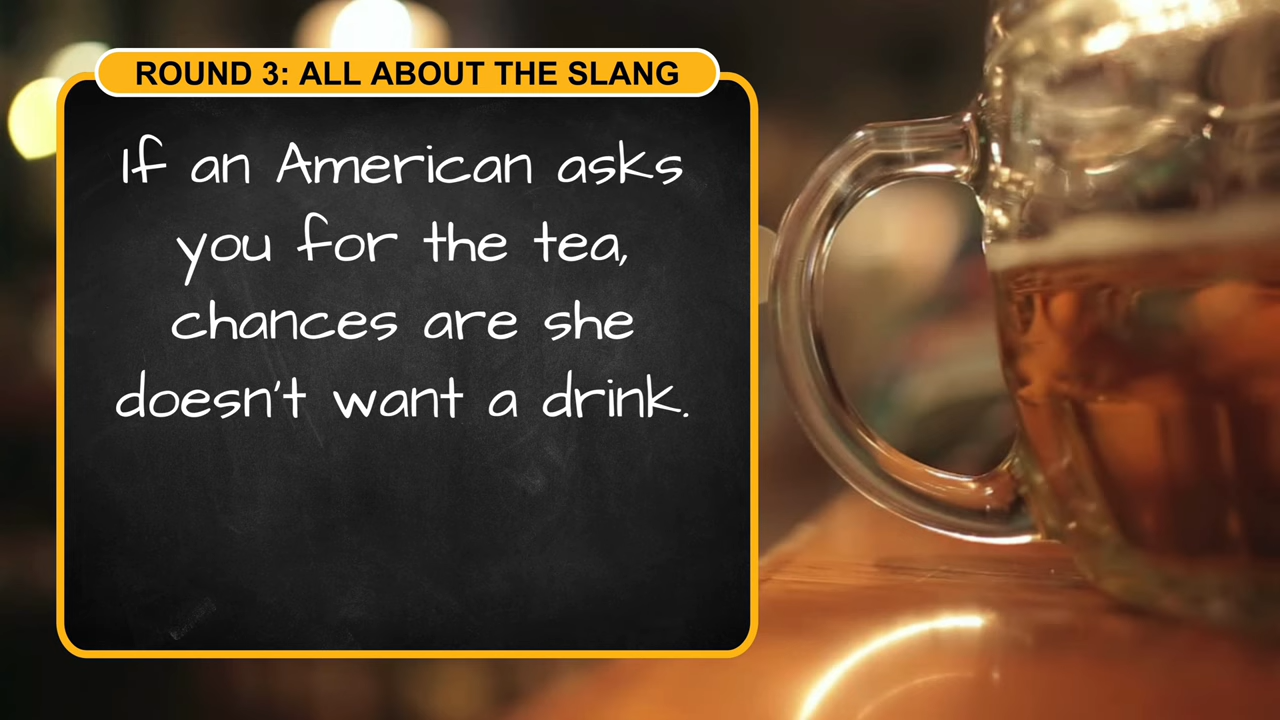 ROUND 3: ALL ABOUT THE SLANG
If an American asks
you for the tea,
chances are she
doesn't want a drink.